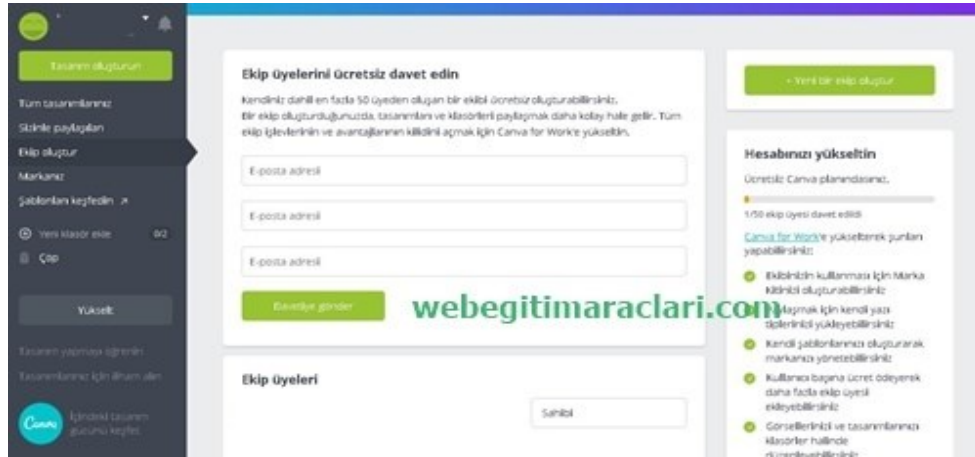 Tasarım oluşturun
Tüm tasarımlarınız
Sizinle paylaşılan
Ekip oluştur
Markanız
Şablonları keşfedin
Yeni klasör ekle 0/2
Çöp
Yükselt
Tasarım yapmayı öğrenin
Tasarımlarınız için ilham alın
Canva
İçindeki tasarım
gücünü keşfet.
Ekip üyelerini ücretsiz davet edin
Kendiniz dahil en fazla 50 üyeden oluşan bir ekibi ücretsiz oluşturabilirsiniz.
Bir ekip oluşturduğunuzda, tasarımları ve klasörleri paylaşmak daha kolay hale gelir. Tüm
ekip işlevlerinin ve avantajlarının kilidini açmak için Canva for Work'e yükseltin.
E-posta adresi
E-posta adresi
E-posta adresi
Davetiye gönder
webegitimaraclari.com
Ekip üyeleri
Sahibi
+ Yeni bir ekip oluştur
Hesabınızı yükseltin
Ücretsiz Canva planındasınız.
1/50 ekip üyesi davet edildi
Canva for Work'e yükselterek şunları
yapabilirsiniz:
Ekibinizin kullanması için Marka
Kitinizi oluşturabilirsiniz
Paylaşmak için kendi yazı
tiplerinizi yükleyebilirsiniz
Kendi şablonlarınızı oluşturarak
markanızı yönetebilirsiniz
Kullanıcı başına ücret ödeyerek
daha fazla ekip üyesi
ekleyebilirsiniz
Görsellerinizi ve tasarımlarınızı
klasörler halinde
düzenleyebilirsiniz